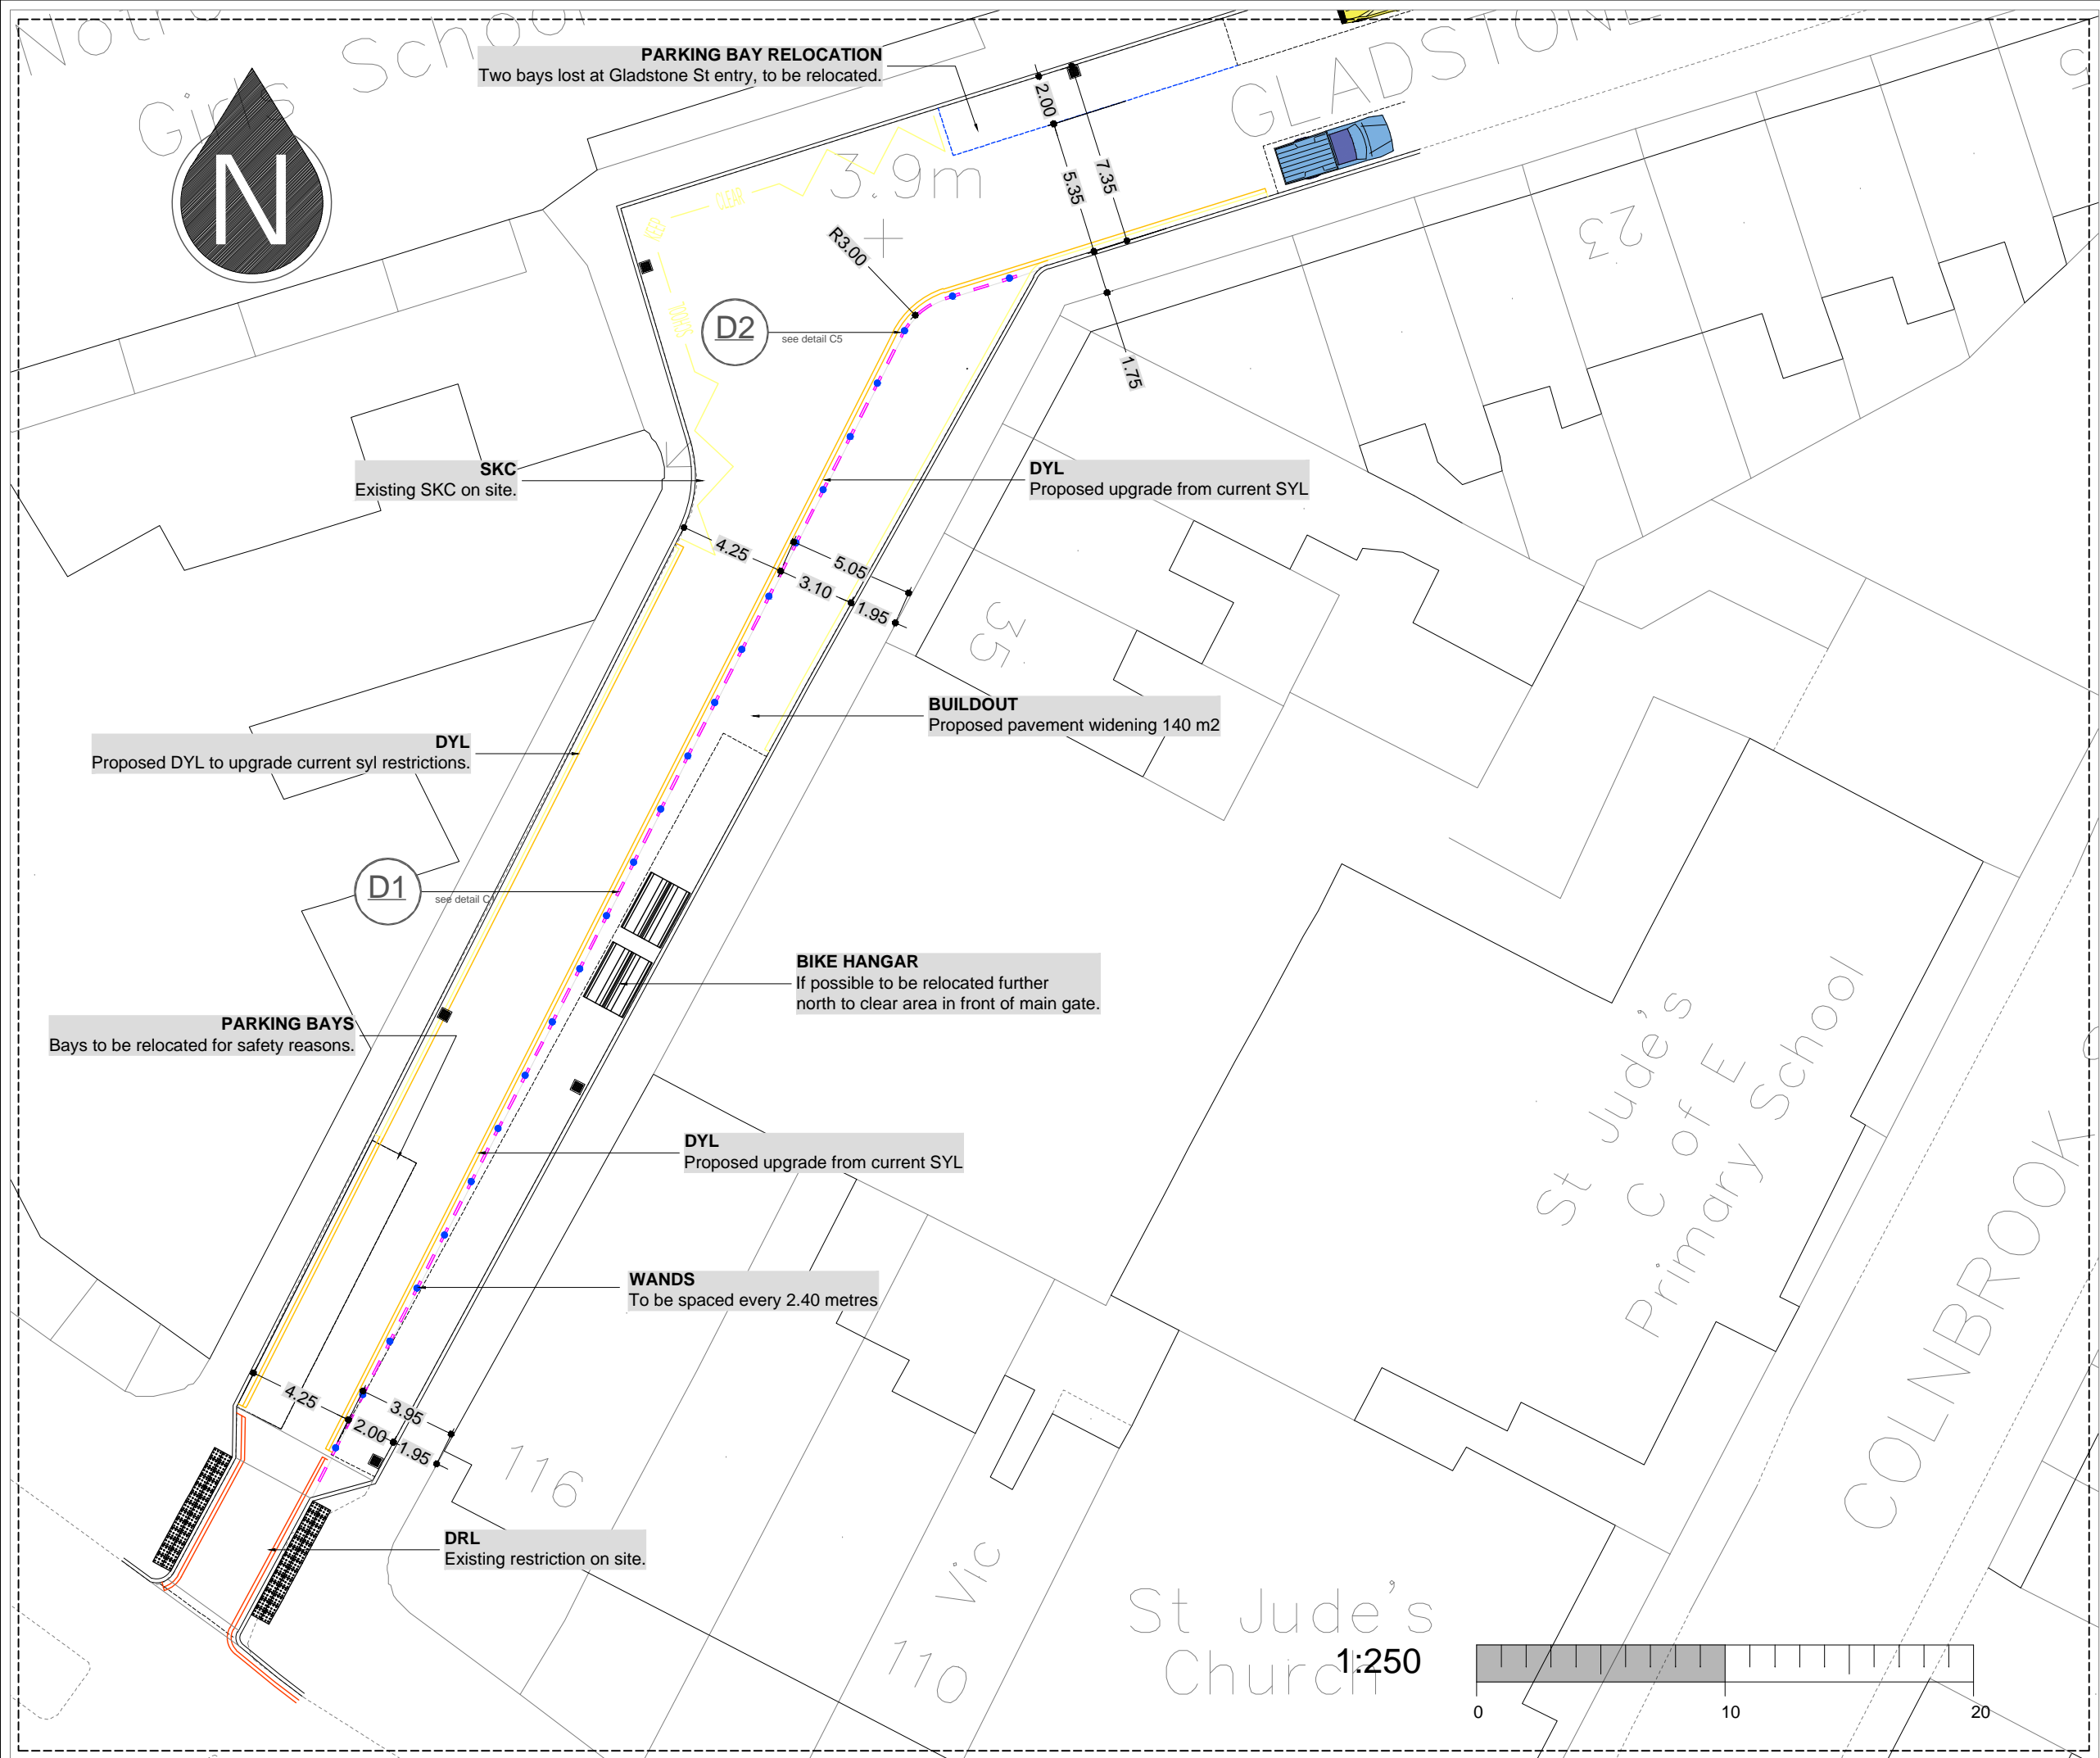 Girls School
N
PARKING BAY RELOCATION
Two bays lost at Gladstone St entry, to be relocated.
2.00
7.35
5.35
3.9m
KEEP
CLEAR
SCHOOL
R3.00
23
1.75
D2
see detail C5
SKC
Existing SKC on site.
DYL
Proposed upgrade from current SYL
4.25
5.05
3.10
1.95
35
BUILDOUT
Proposed pavement widening 140 m2
DYL
Proposed DYL to upgrade current syl restrictions.
D1
see detail
BIKE HANGAR
If possible to be relocated further
north to clear area in front of main gate.
PARKING BAYS
Bays to be relocated for safety reasons.
St Jude's
C of E
Primary School
DYL
Proposed upgrade from current SYL
WANDS
To be spaced every 2.40 metres
COLNBROOK
4.25
3.95
2.00
1.95
116
DRL
Existing restriction on site.
Vic
110
St Jude's
Church
1:250
0 10 20